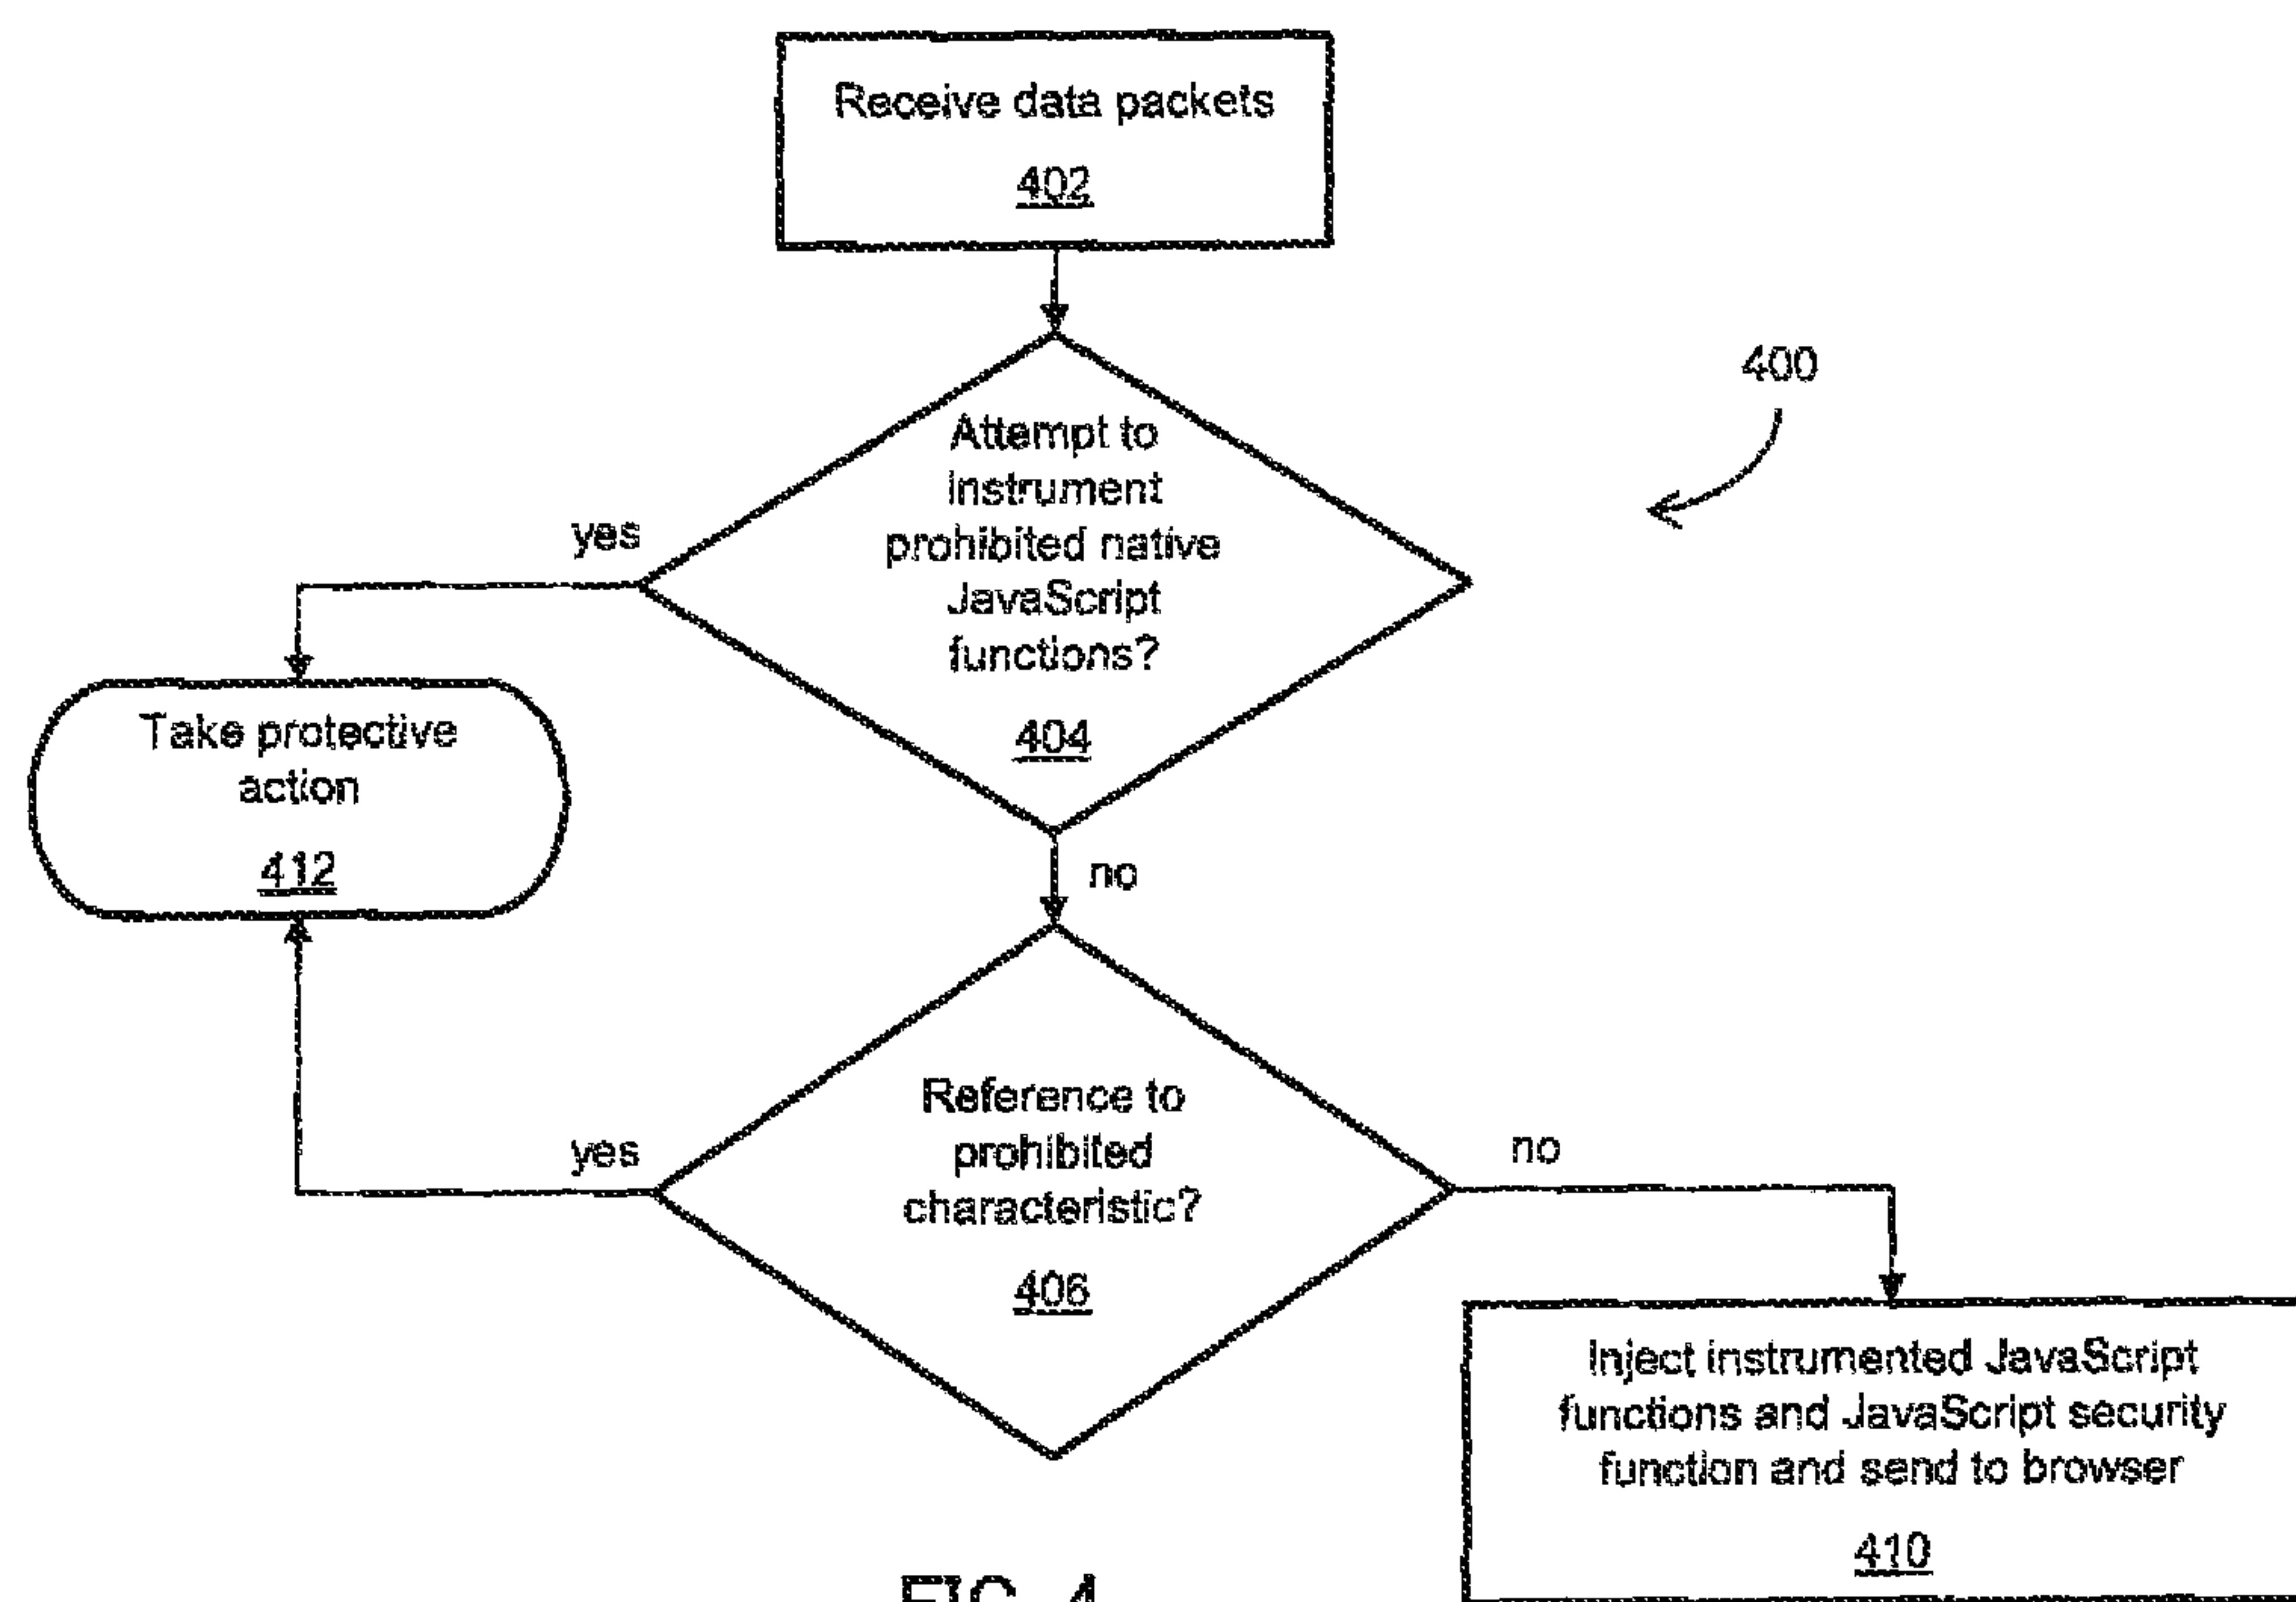 Receive data packets
402
400
Attempt to
instrument
prohibited native
JavaScript
functions?
404
yes
no
Take protective
action
412
Reference to
prohibited
characteristic?
406
yes
no
Inject instrumented JavaScript
functions and JavaScript security
function and send to browser
410
FIG. 4